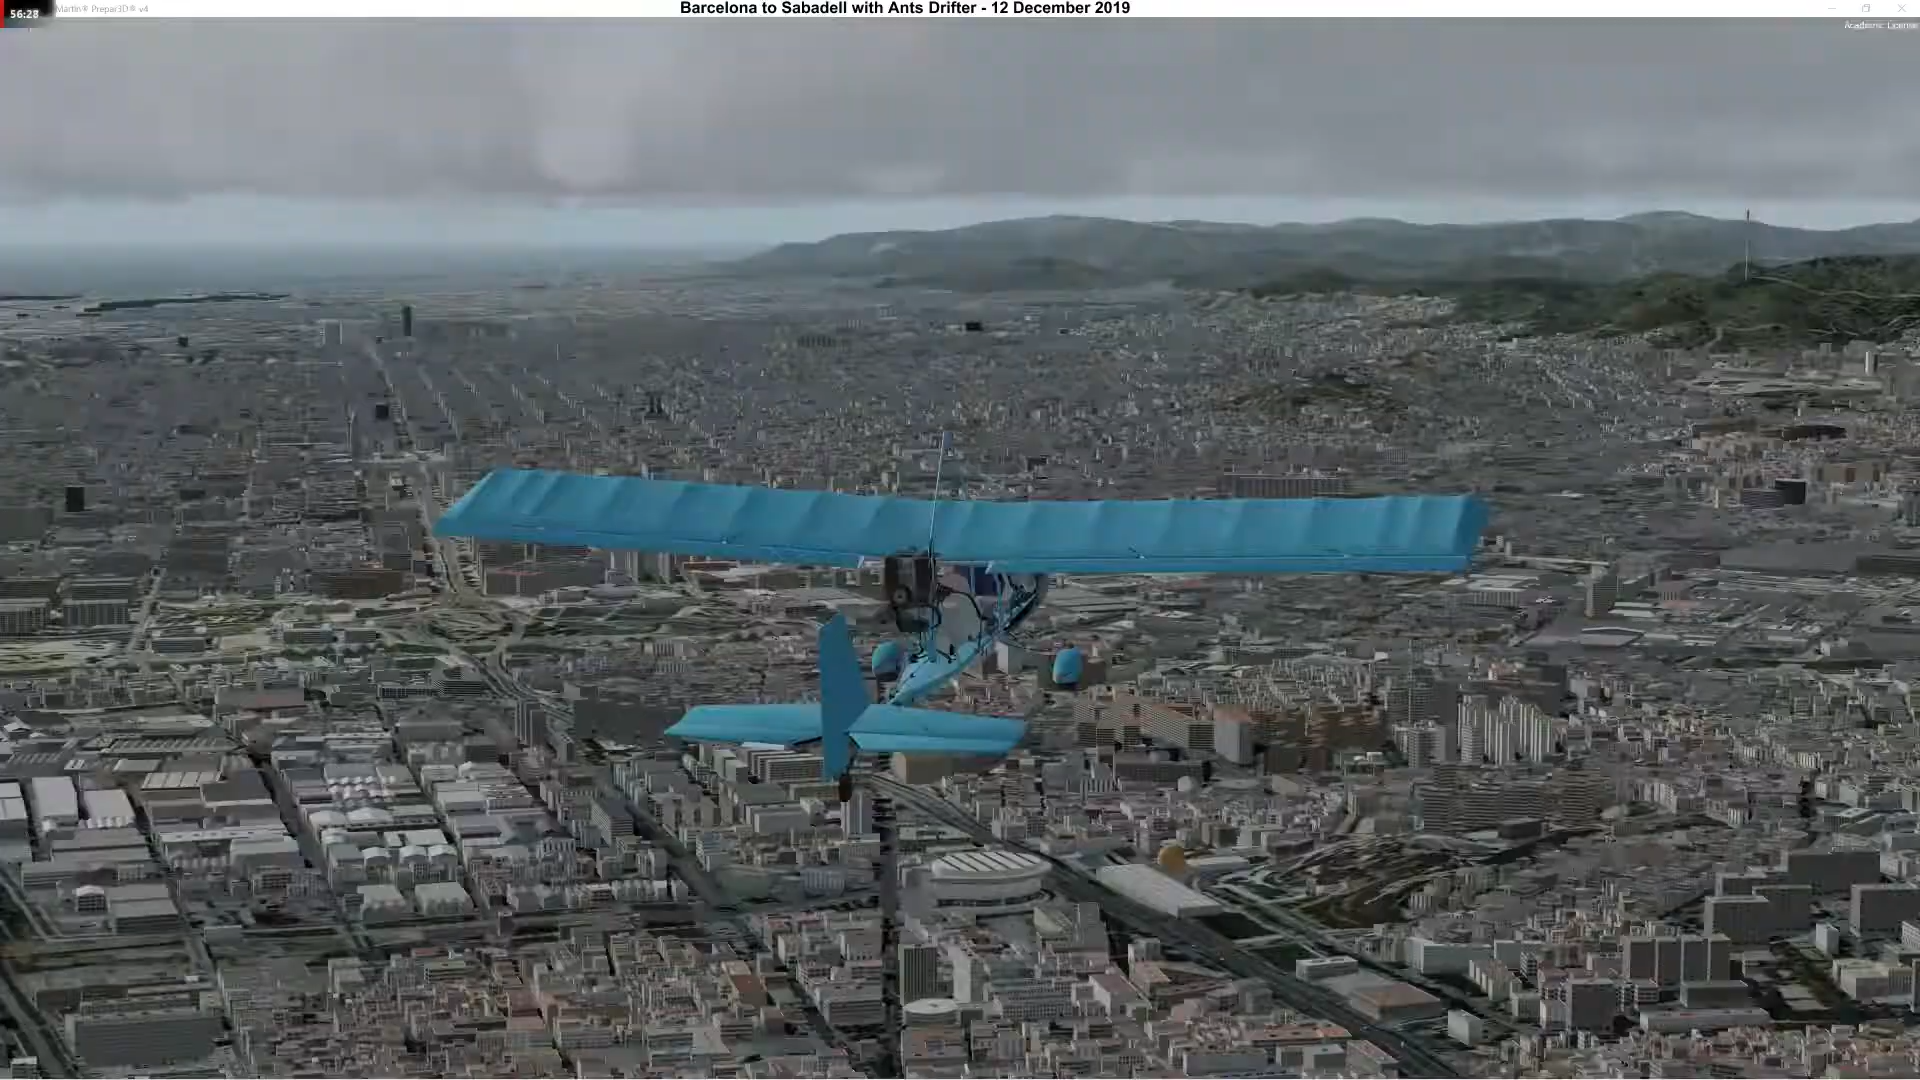 56:28
Martin® Prepar3D® v4
Barcelona to Sabadell with Ants Drifter - 12 December 2019
Academic License